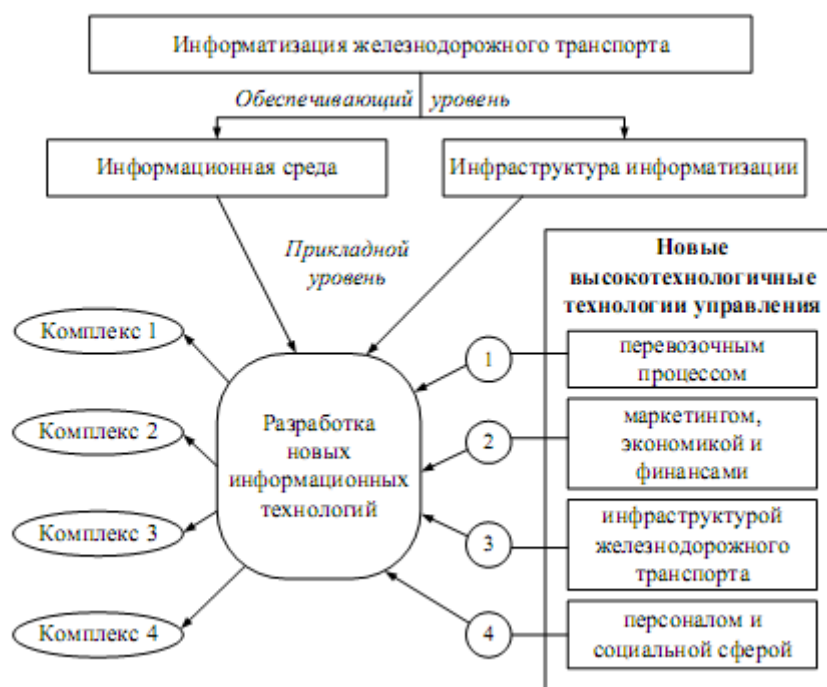 Информатизация железнодорожного транспорта
Обеспечивающий уровень
Информационная среда
Инфраструктура информатизации
Прикладной
уровень
Новые
высокотехнологичные
технологии управления
Комплекс 1
Комплекс 2
Комплекс 3
Комплекс 4
Разработка
новых
информационных
технологий
1
перевозочным
процессом
2
маркетингом,
экономикой и
финансами
3
инфраструктурой
железнодорожного
транспорта
4
персоналом и
социальной сферой